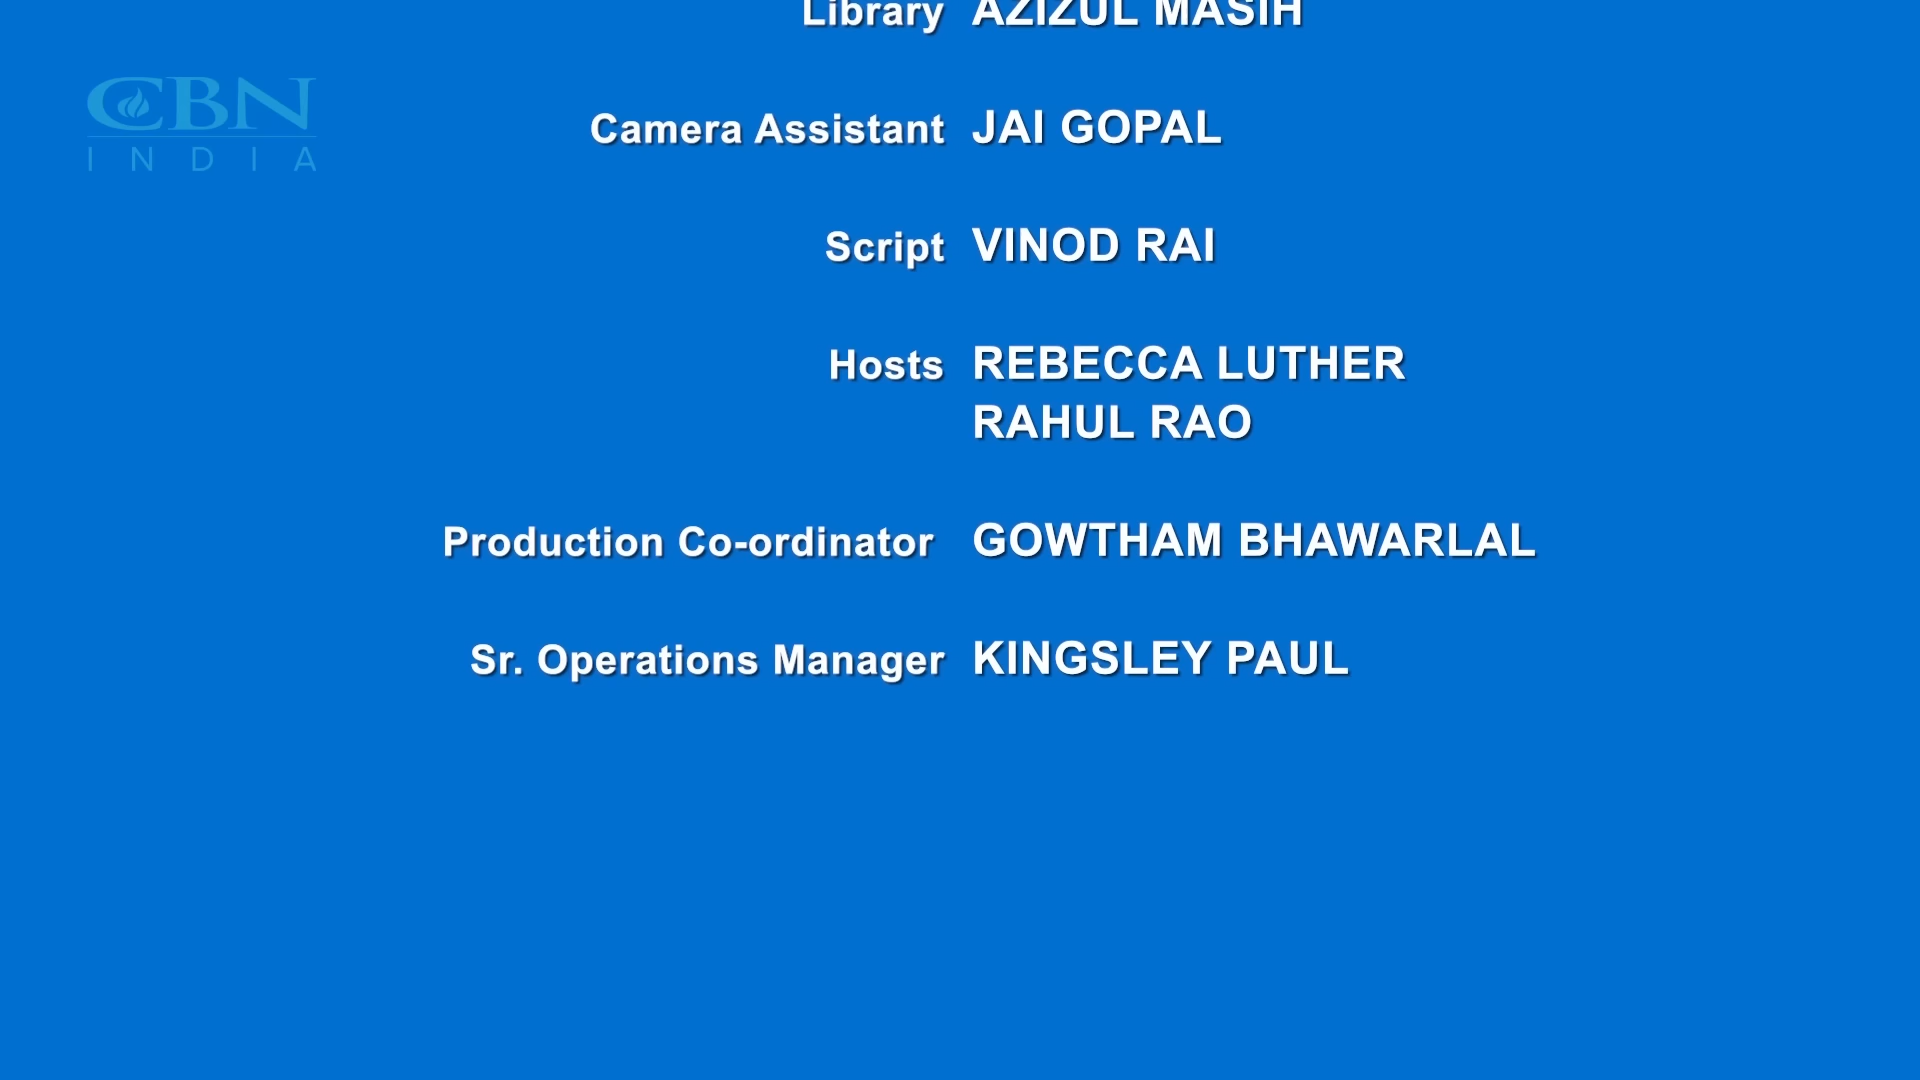 Library AZIZUL MASIH
CBN
INDIA
Camera Assistant JAI GOPAL
Script VINOD RAI
Hosts REBECCA LUTHER
RAHUL RAO
Production Co-ordinator GOWTHAM BHAWARLAL
Sr. Operations Manager KINGSLEY PAUL